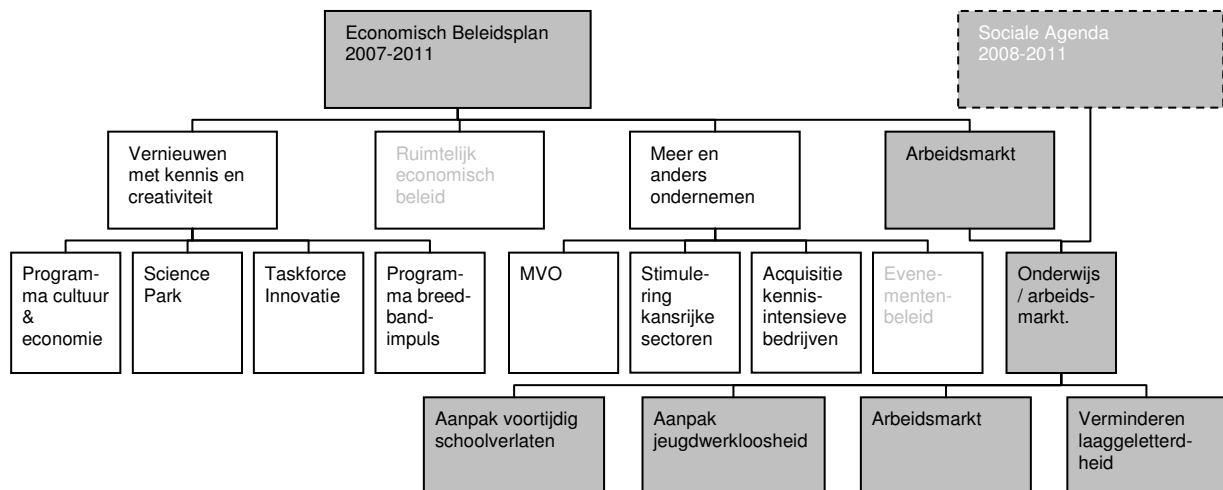 Economisch Beleidsplan
2007-2011
Sociale Agenda
2008-2011
Vernieuwen
met kennis en
creativiteit
Ruimtelijk
economisch
beleid
Meer en
anders
ondernemen
Arbeidsmarkt
Program-
ma cultuur
&
economie
Science
Park
Taskforce
Innovatie
Program-
ma breed-
band-
impuls
MVO
Stimule-
ring
kansrijke
sectoren
Acquisitie
kennis-
intensieve
bedrijven
Evene-
menten-
beleid
Onderwijs
/ arbeids-
markt.
Aanpak voortijdig
schoolverlaten
Aanpak
jeugdwerkloosheid
Arbeidsmarkt
Verminderen
laaggeletterd-
heid